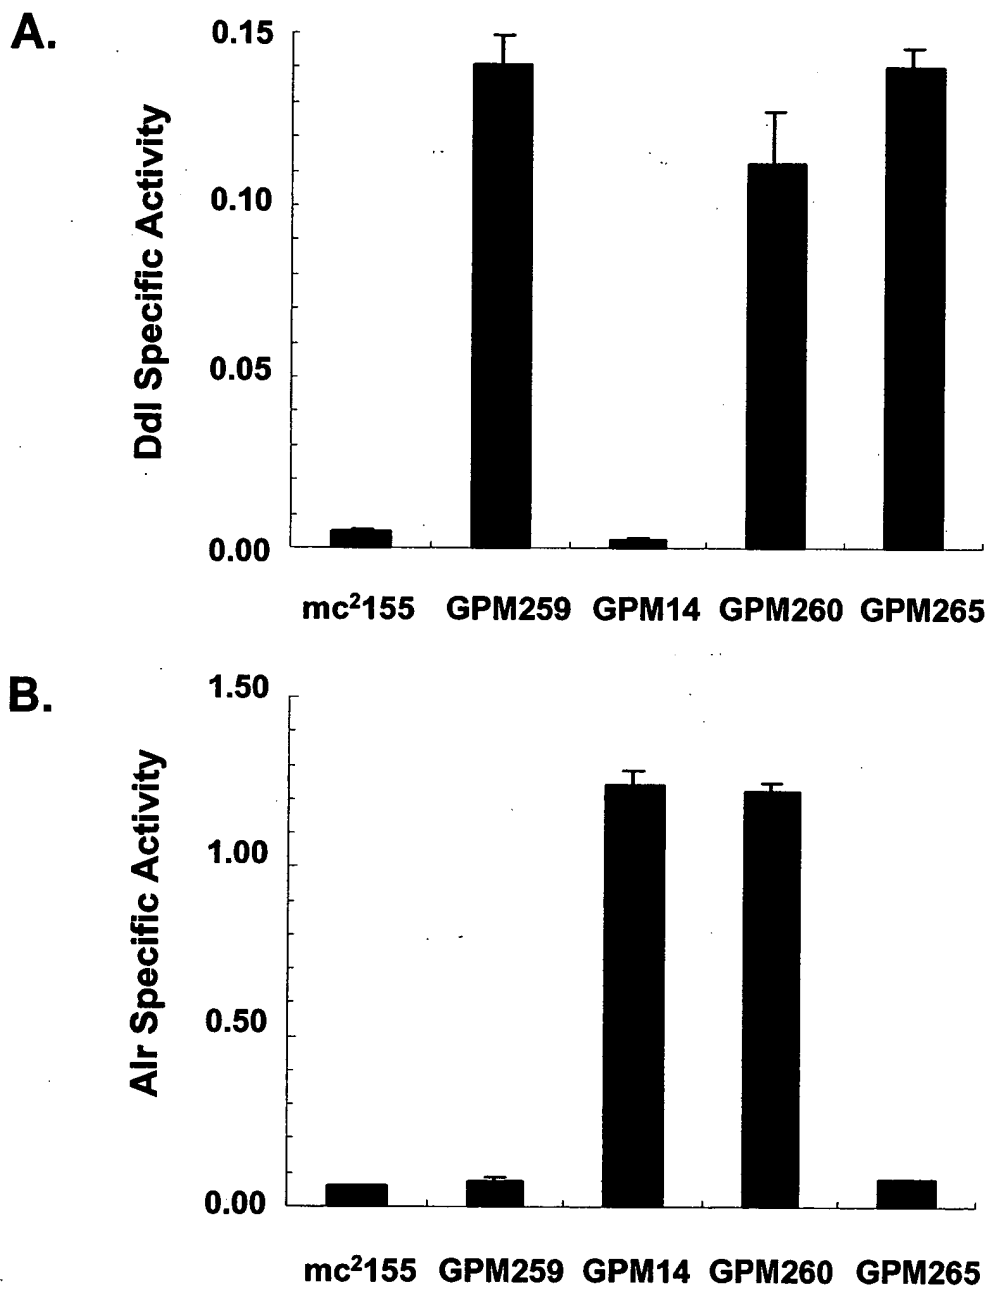 A.
0.15
0.10
0.05
0.00
Ddl Specific Activity
mc²155 GPM259 GPM14 GPM260 GPM265
B.
1.50
1.00
0.50
0.00
Alr Specific Activity
mc²155 GPM259 GPM14 GPM260 GPM265